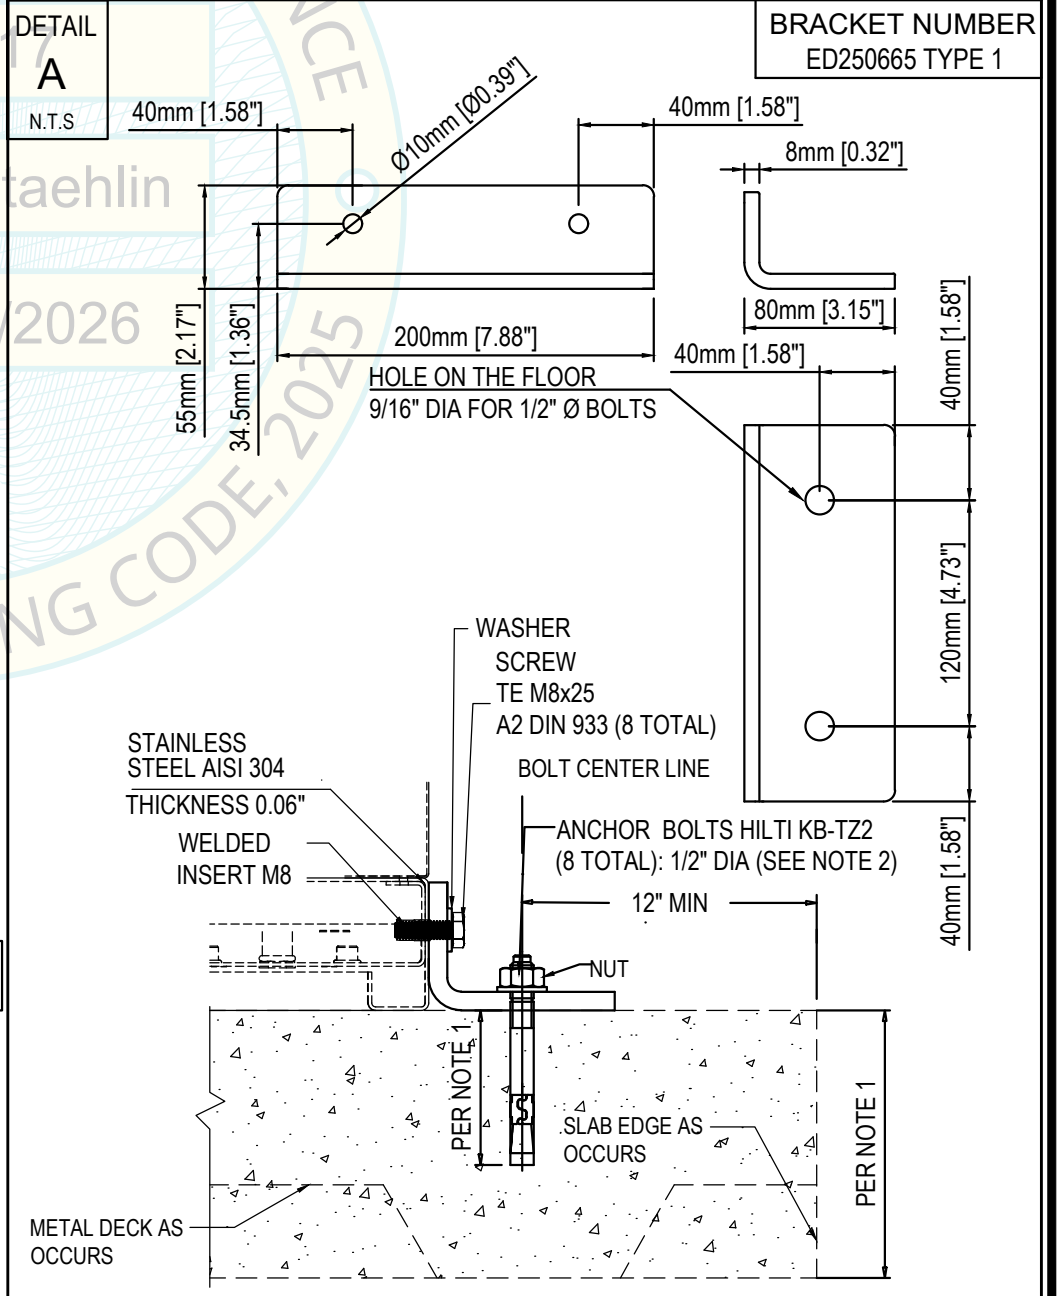 DETAIL
A
N.T.S
BRACKET NUMBER
ED250665 TYPE 1
40mm [1.58"]
Ø10mm [Ø0.39"]
40mm [1.58"]
8mm [0.32"]
55mm [2.17"]
34.5mm [1.36"]
200mm [7.88"]
80mm [3.15"]
40mm [1.58"]
40mm [1.58"]
HOLE ON THE FLOOR
9/16" DIA FOR 1/2" Ø BOLTS
120mm [4.73"]
40mm [1.58"]
WASHER
SCREW
TE M8x25
A2 DIN 933 (8 TOTAL)
STAINLESS
STEEL AISI 304
THICKNESS 0.06"
BOLT CENTER LINE
WELDED
INSERT M8
ANCHOR BOLTS HILTI KB-TZ2
(8 TOTAL): 1/2" DIA (SEE NOTE 2)
12" MIN
NUT
PER NOTE 1
SLAB EDGE AS
OCCURS
PER NOTE 1
METAL DECK AS
OCCURS
17
taehlin
/2026
NCE
NG CODE, 2025